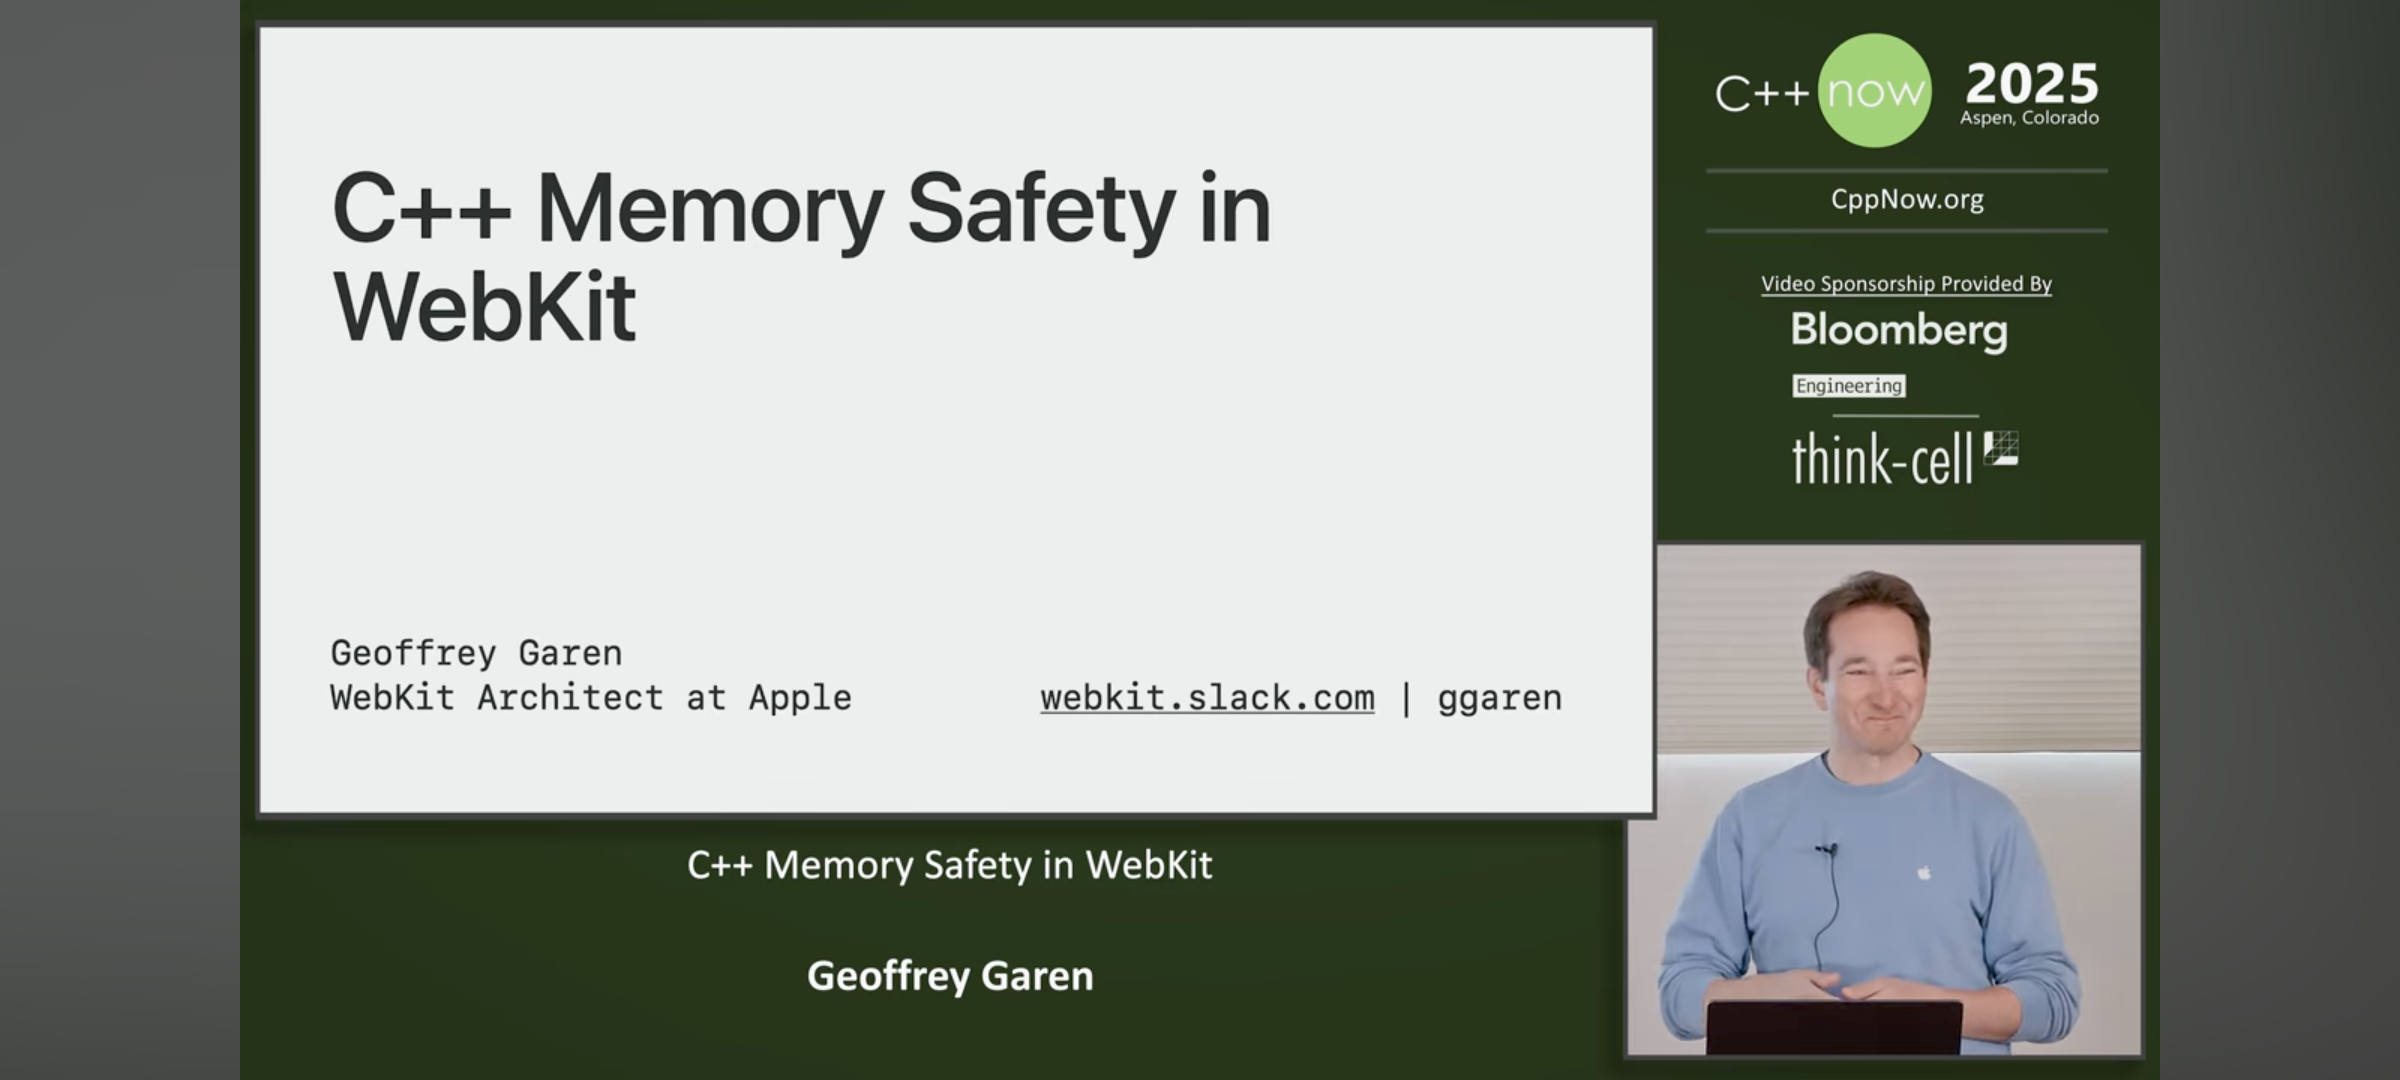 C++ Memory Safety in
WebKit
Geoffrey Garen
WebKit Architect at Apple
webkit.slack.com | ggaren
C++ now 2025
Aspen, Colorado
CppNow.org
Video Sponsorship Provided By
Bloomberg
Engineering
think-cell
C++ Memory Safety in WebKit
Geoffrey Garen